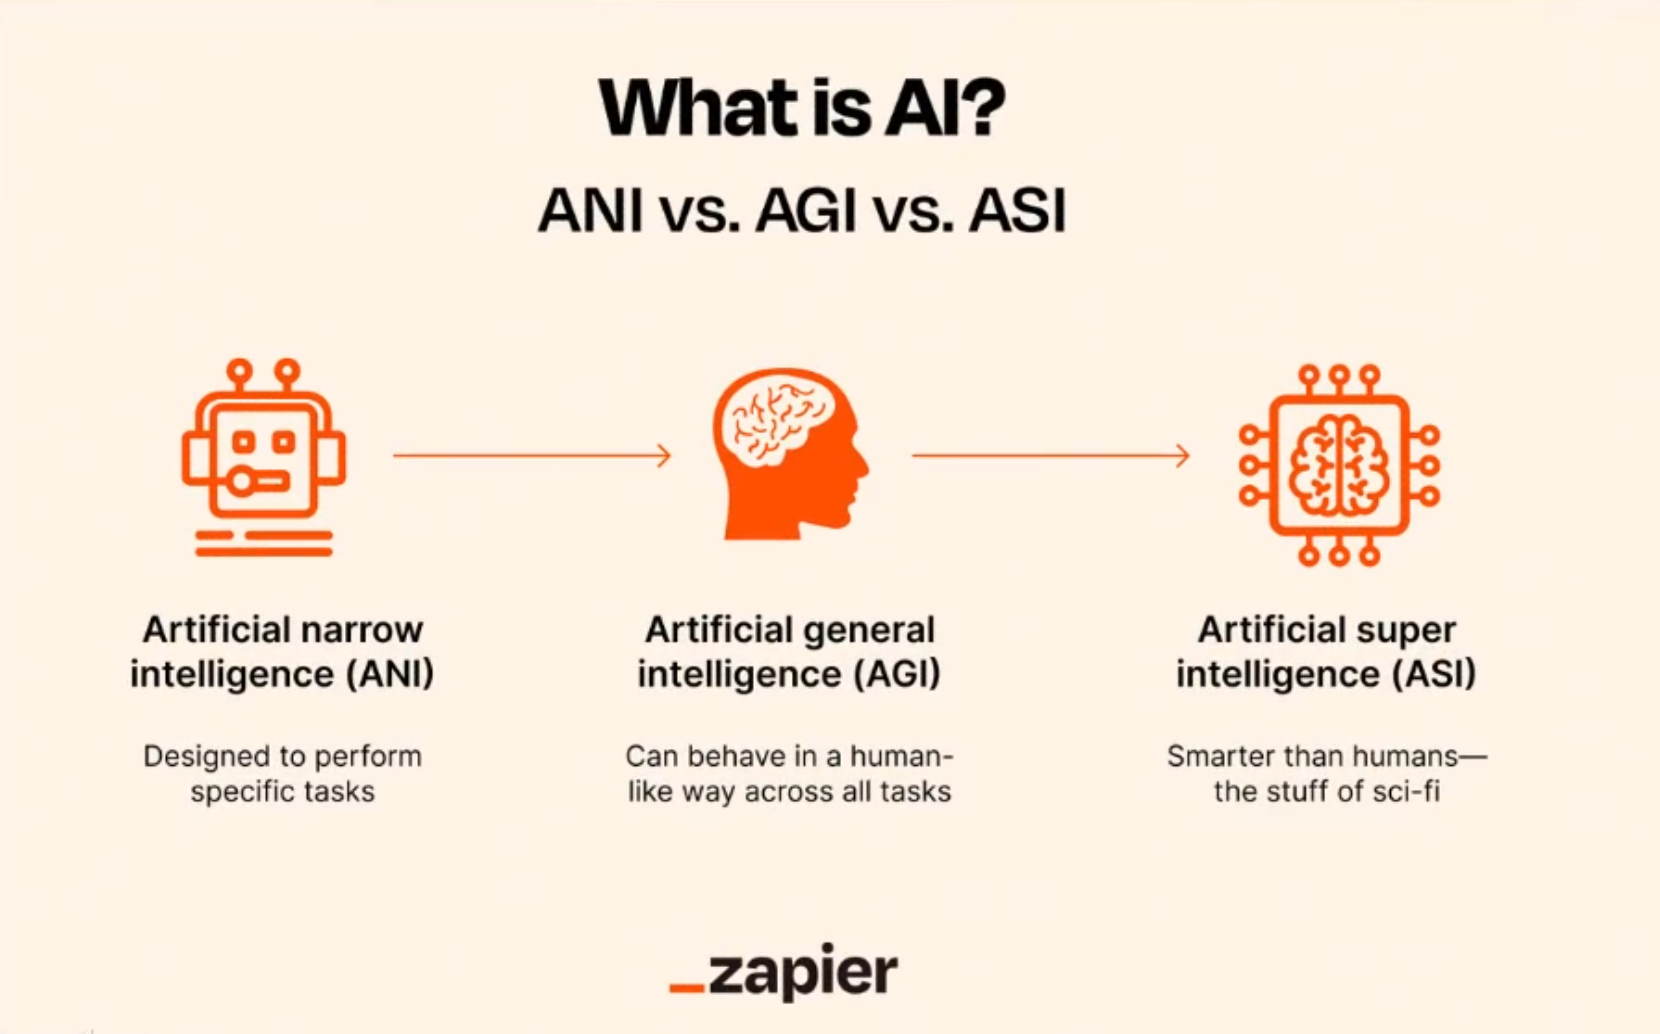 What is AI?
ANI vs. AGI vs. ASI
Artificial narrow
intelligence (ANI)
Designed to perform
specific tasks
Artificial general
intelligence (AGI)
Can behave in a human-
like way across all tasks
Artificial super
intelligence (ASI)
Smarter than humans—
the stuff of sci-fi
_zapier